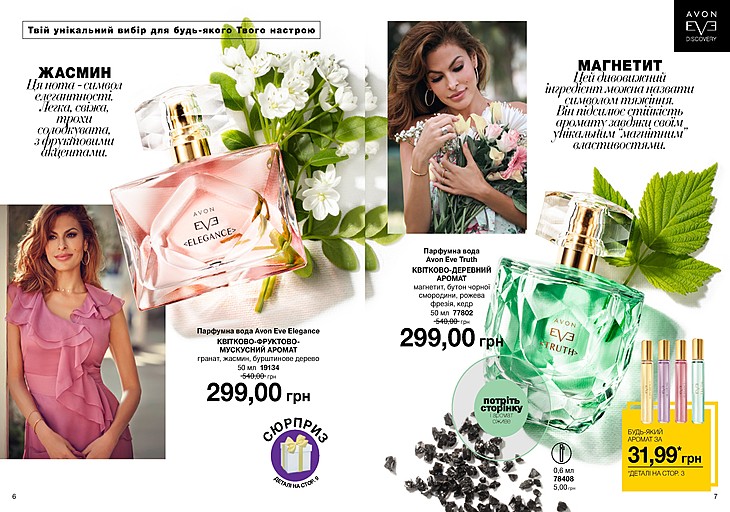 Твій унікальний вибір для будь-якого Твого настрою
ЖАСМИН
Ця нота - символ
елегантності.
Легка, свіжа,
трохи
солодкувата,
з фруктовими
акцентами.
AVON
EVE
<ELEGANCE>
Парфумна вода Avon Eve Elegance
КВІТКОВО-ФРУКТОВО-
МУСКУСНИЙ АРОМАТ
гранат, жасмин, бурштинове дерево
50 мл 19134
540,00 грн
299,00 грн
СЮРПРИЗ
ДЕТАЛІ НА СТОР. 9
6
AVON
EVE
DISCOVERY
МАГНЕТИТ
Цей дивовижний
інгредієнт можна назвати
символом тяжіння.
Він підсилює стійкість
аромату завдяки своїм
унікальним "магнітним"
властивостями.
Парфумна вода
Avon Eve Truth
КВІТКОВО-ДЕРЕВНИЙ
АРОМАТ
магнетит, бутон чорної
смородини, рожева
фрезія, кедр
50 мл 77802
540,00 грн
299,00 грн
AVON
EVE
<TRUTH>
потріть
сторінку
і аромат
оживе
0,6 мл
78408
5,00 грн
БУДЬ-ЯКИЙ
АРОМАТ ЗА
31,99* грн
*ДЕТАЛІ НА СТОР. 3
7